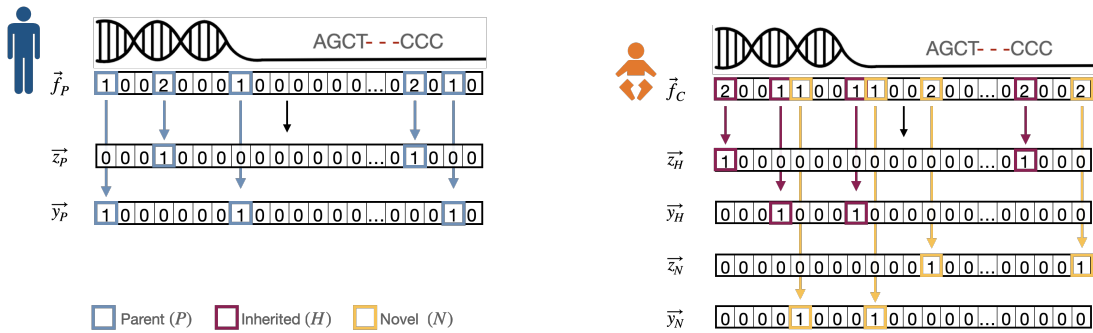 AGCT- - -CCC
f_P 1 0 0 2 0 0 0 1 0 0 0 0 0 0 ... 0 2 0 1 0
z_P 0 0 0 1 0 0 0 0 0 0 0 0 0 0 ... 0 1 0 0 0
y_P 1 0 0 0 0 0 0 1 0 0 0 0 0 0 ... 0 0 0 1 0
AGCT- - -CCC
f_C 2 0 0 1 1 0 0 1 1 0 0 2 0 0 ... 0 2 0 0 2
z_H 1 0 0 0 0 0 0 0 0 0 0 0 0 0 ... 0 1 0 0 0
y_H 0 0 0 1 0 0 0 1 0 0 0 0 0 0 ... 0 0 0 0 0
z_N 0 0 0 0 0 0 0 0 0 0 0 1 0 0 ... 0 0 0 0 1
y_N 0 0 0 0 1 0 0 0 1 0 0 0 0 0 ... 0 0 0 0 0
Parent (P) Inherited (H) Novel (N)